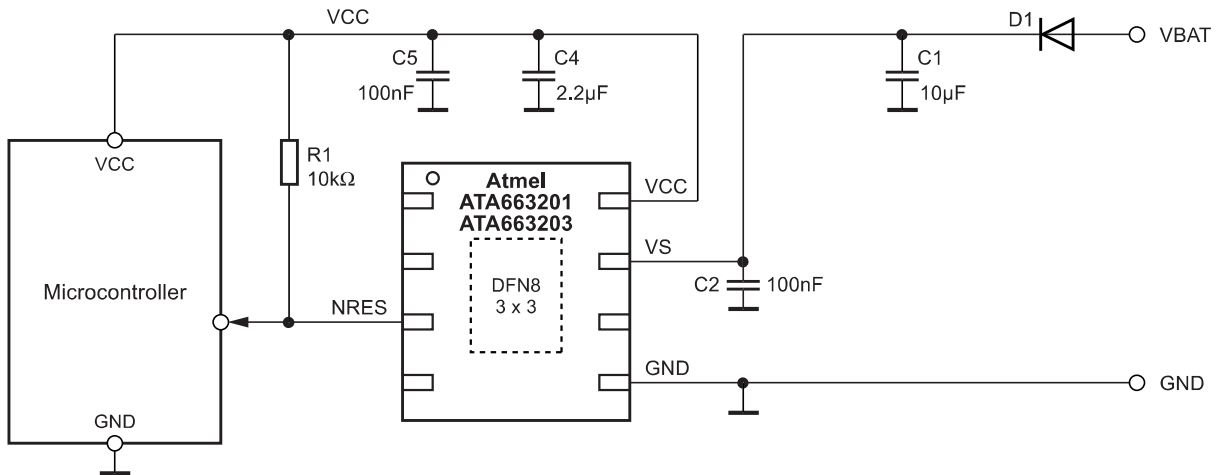 VCC
D1
VBAT
C5
100nF
C4
2.2µF
C1
10µF
VCC
R1
10kΩ
Atmel
ATA663201
ATA663203
VCC
VS
DFN8
3 x 3
C2
100nF
Microcontroller
NRES
GND
GND
GND